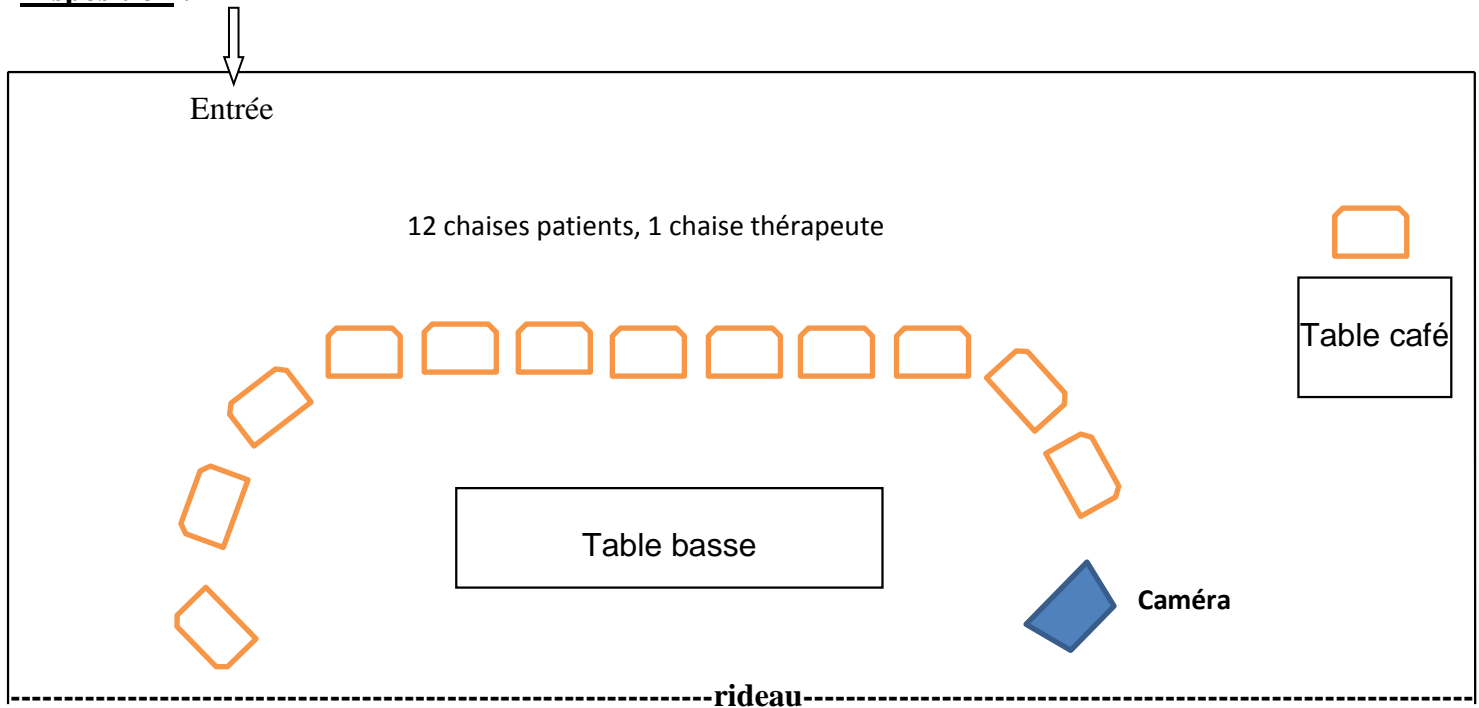 Entrée
12 chaises patients, 1 chaise thérapeute
Table café
Table basse
Caméra
rideau